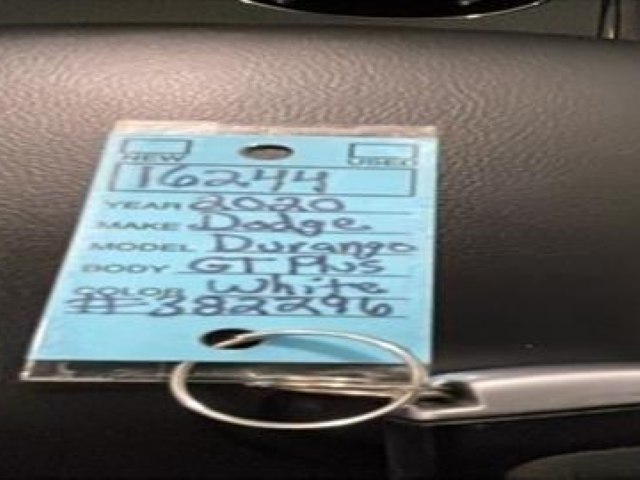 NEW USED
16244
YEAR 2020
MAKE Dodge
MODEL Durango
BODY GT Plus
COLOR White
#382296